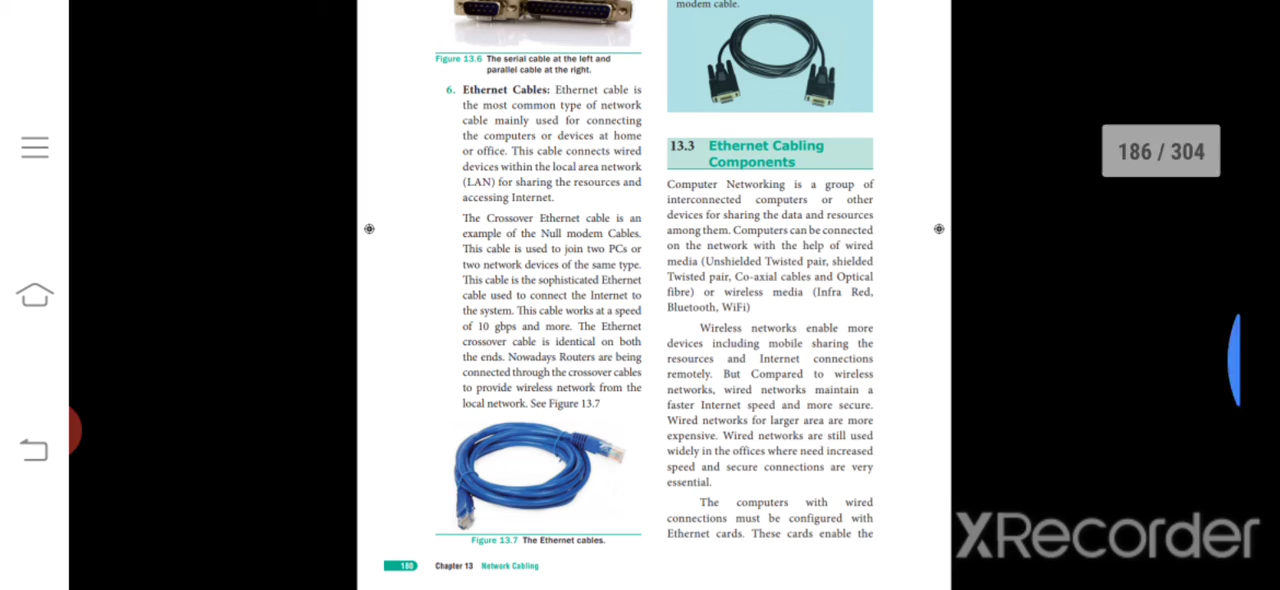 modem cable.
Figure 13.6 The serial cable at the left and
parallel cable at the right.
6. Ethernet Cables: Ethernet cable is
the most common type of network
cable mainly used for connecting
the computers or devices at home
or office. This cable connects wired
devices within the local area network
(LAN) for sharing the resources and
accessing Internet.
The Crossover Ethernet cable is an
example of the Null modem Cables.
This cable is used to join two PCs or
two network devices of the same type.
This cable is the sophisticated Ethernet
cable used to connect the Internet to
the system. This cable works at a speed
of 10 gbps and more. The Ethernet
crossover cable is identical on both
the ends. Nowadays Routers are being
connected through the crossover cables
to provide wireless network from the
local network. See Figure 13.7
Figure 13.7 The Ethernet cables.
13.3 Ethernet Cabling
Components
Computer Networking is a group of
interconnected computers or other
devices for sharing the data and resources
among them. Computers can be connected
on the network with the help of wired
media (Unshielded Twisted pair, shielded
Twisted pair, Co-axial cables and Optical
fibre) or wireless media (Infra Red,
Bluetooth, WiFi)
Wireless networks enable more
devices including mobile sharing the
resources and Internet connections
remotely. But Compared to wireless
networks, wired networks maintain a
faster Internet speed and more secure.
Wired networks for larger area are more
expensive. Wired networks are still used
widely in the offices where need increased
speed and secure connections are very
essential.
The computers with wired
connections must be configured with
Ethernet cards. These cards enable the
188 Chapter 13 Network Cabling
186 / 304
XRecorder